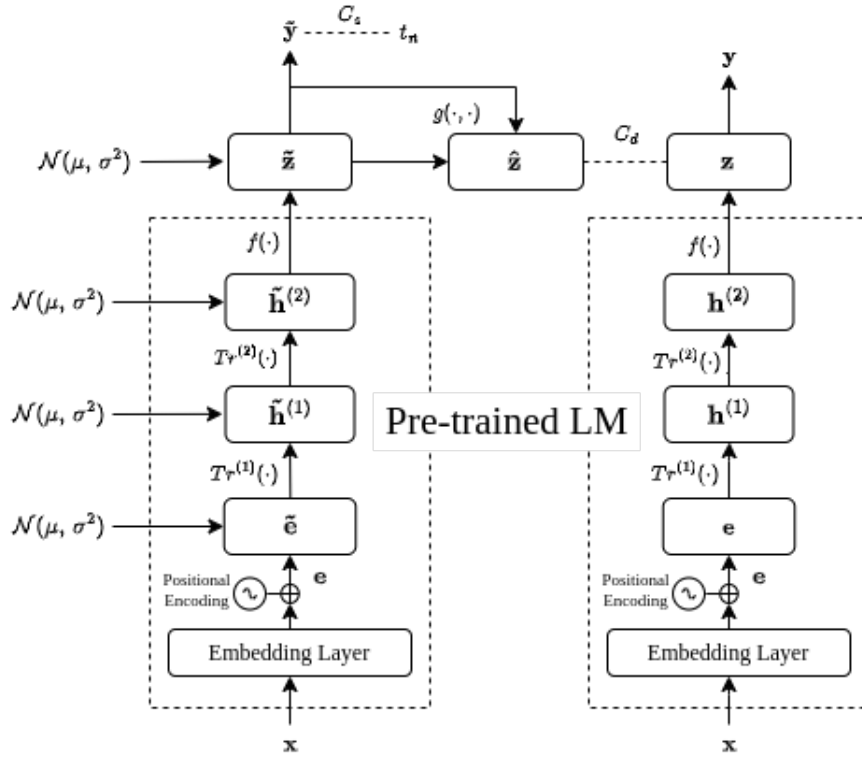 ỹ C_s t_n
y
g(·,·)
𝒩(μ, σ²) z̃ ẑ C_d z
f(·) f(·)
𝒩(μ, σ²) h̃⁽²⁾ h⁽²⁾
Tr⁽²⁾(·) Tr⁽²⁾(·)
𝒩(μ, σ²) h̃⁽¹⁾ Pre-trained LM h⁽¹⁾
Tr⁽¹⁾(·) Tr⁽¹⁾(·)
𝒩(μ, σ²) ẽ e
Positional e Positional e
Encoding Encoding
Embedding Layer Embedding Layer
x x